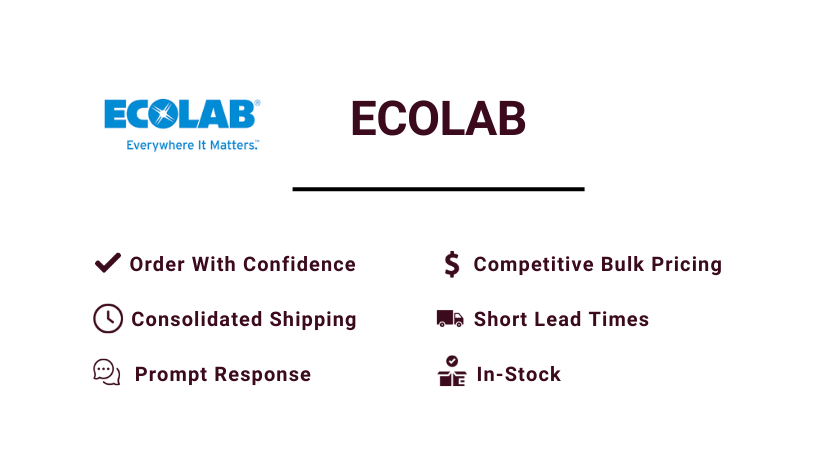 ECOLAB®
Everywhere It Matters.™
ECOLAB
Order With Confidence
$ Competitive Bulk Pricing
Consolidated Shipping
Short Lead Times
Prompt Response
In-Stock